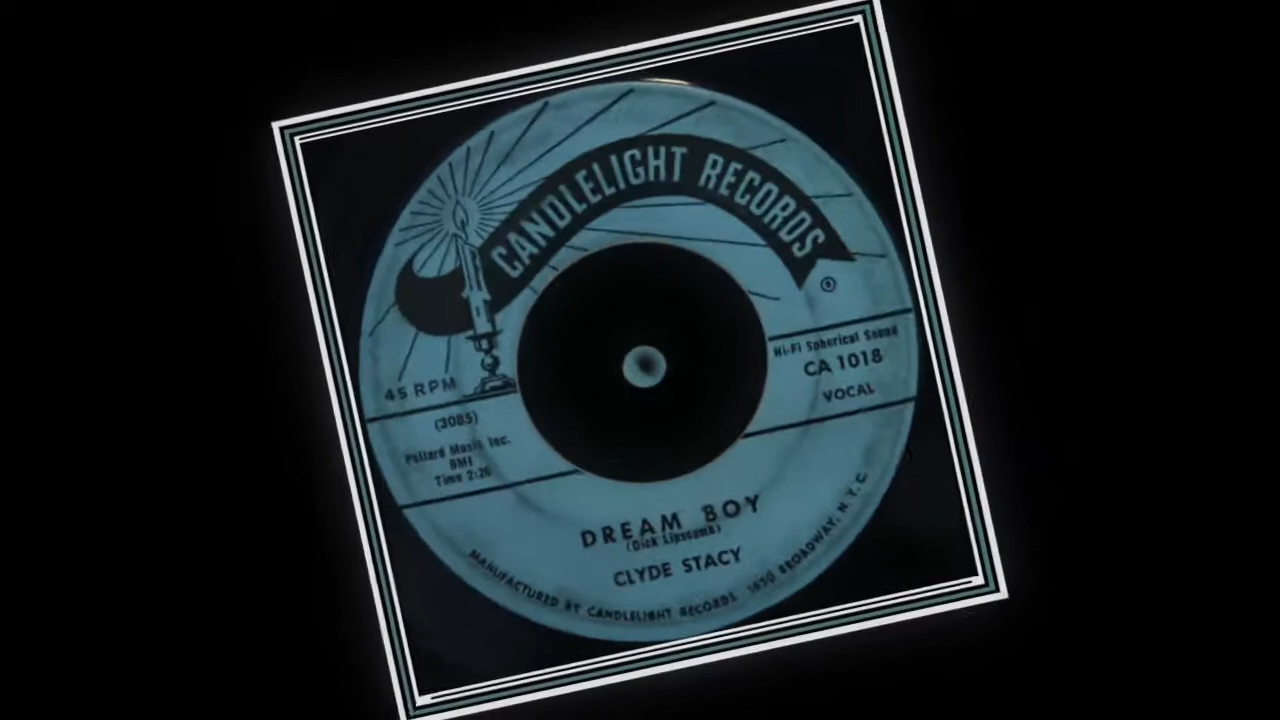 CANDLELIGHT RECORDS
®
45 RPM
(3085)
Pollard Music Inc.
BMI
Time 2:26
Hi-Fi Spherical Sound
CA 1018
VOCAL
DREAM BOY
(Dick Lipscomb)
CLYDE STACY
MANUFACTURED BY CANDLELIGHT RECORDS 1650 BROADWAY, N.Y.C.